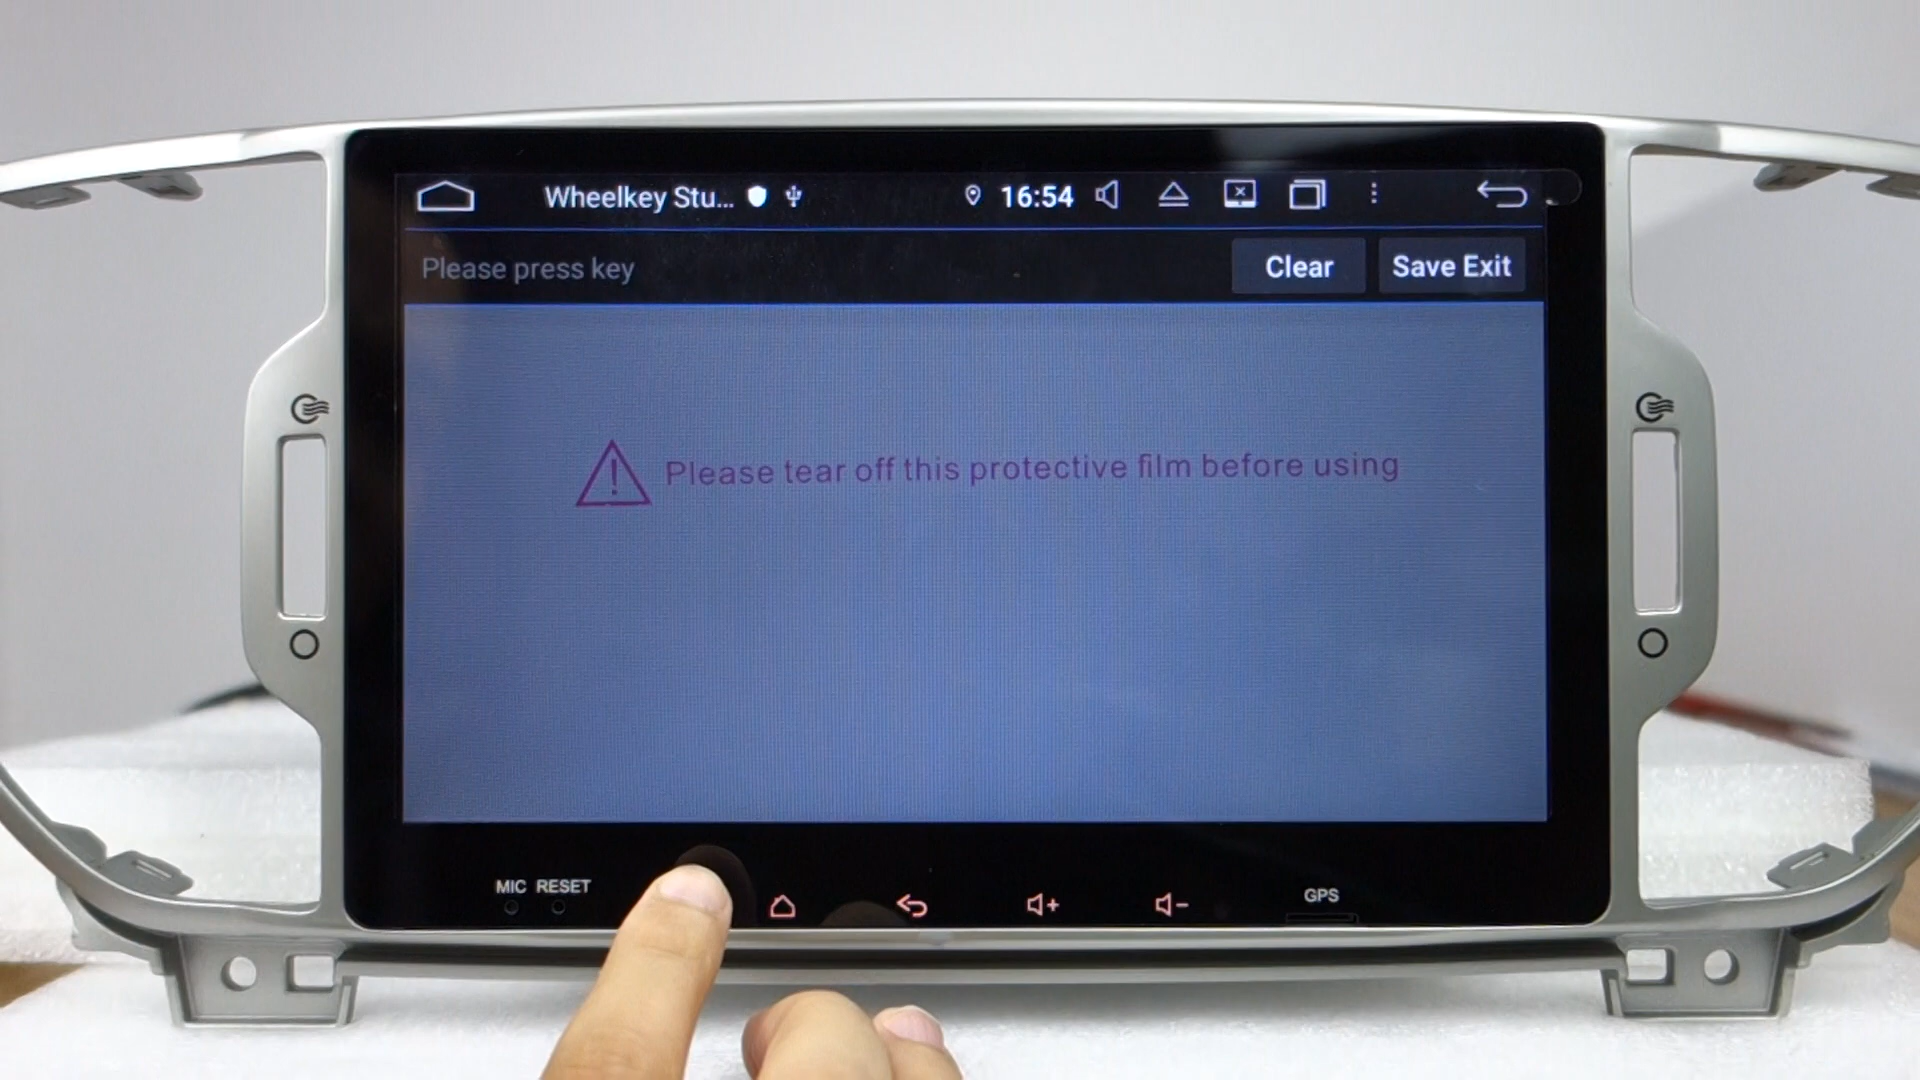 Wheelkey Stu... 16:54
Please press key Clear Save Exit
Please tear off this protective film before using
MIC RESET GPS